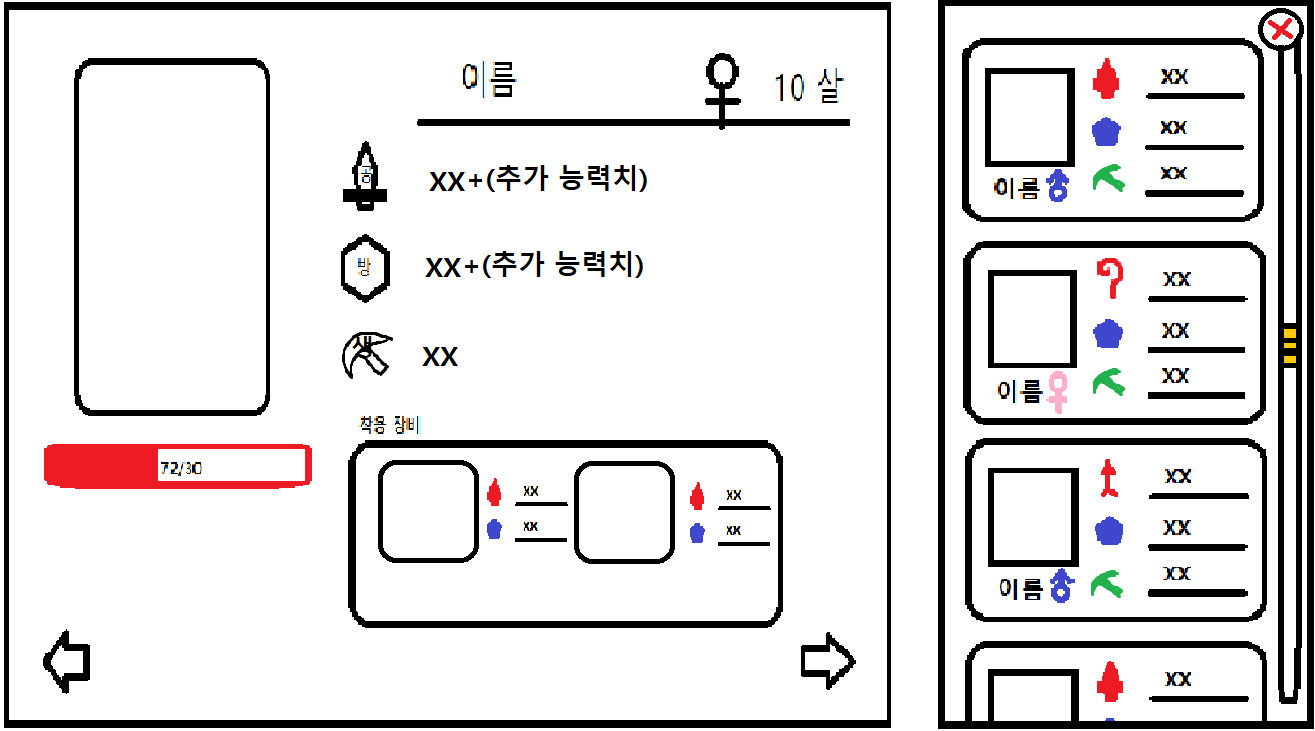 이름 10 살
공 XX+(추가 능력치)
방 XX+(추가 능력치)
생 XX
착용 장비
72/30
XX XX
XX XX
XX
XX
이름 XX
XX
XX
이름 XX
XX
XX
이름 XX
XX